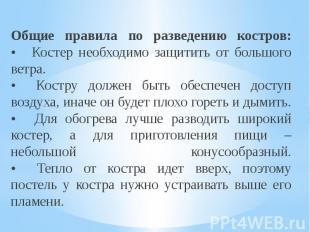 Общие правила по разведению костров:
• Костер необходимо защитить от большого
ветра.
• Костру должен быть обеспечен доступ
воздуха, иначе он будет плохо гореть и дымить.
• Для обогрева лучше разводить широкий
костер, а для приготовления пищи –
небольшой конусообразный.
• Тепло от костра идет вверх, поэтому
постель у костра нужно устраивать выше его
пламени.
PPt4WEB.ru